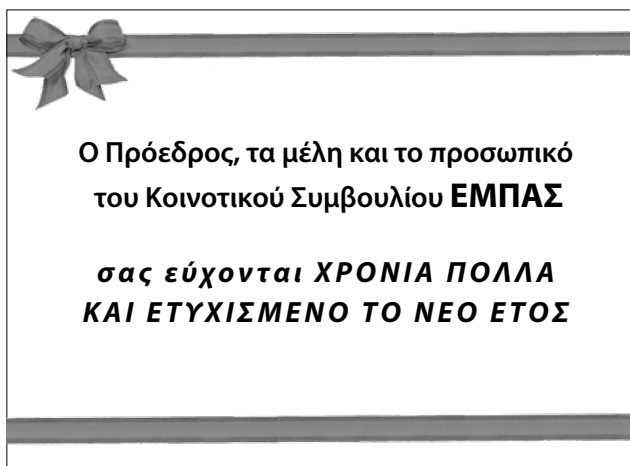 Ο Πρόεδρος, τα μέλη και το προσωπικό
του Κοινοτικού Συμβουλίου ΕΜΠΑΣ
σας εύχονται ΧΡΟΝΙΑ ΠΟΛΛΑ
ΚΑΙ ΕΤΥΧΙΣΜΕΝΟ ΤΟ ΝΕΟ ΕΤΟΣ